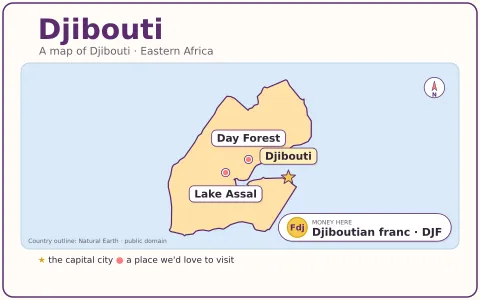 Djibouti
A map of Djibouti · Eastern Africa
N
Day Forest
Djibouti
Lake Assal
Fdj
MONEY HERE
Djiboutian franc · DJF
Country outline: Natural Earth · public domain
★ the capital city ● a place we'd love to visit